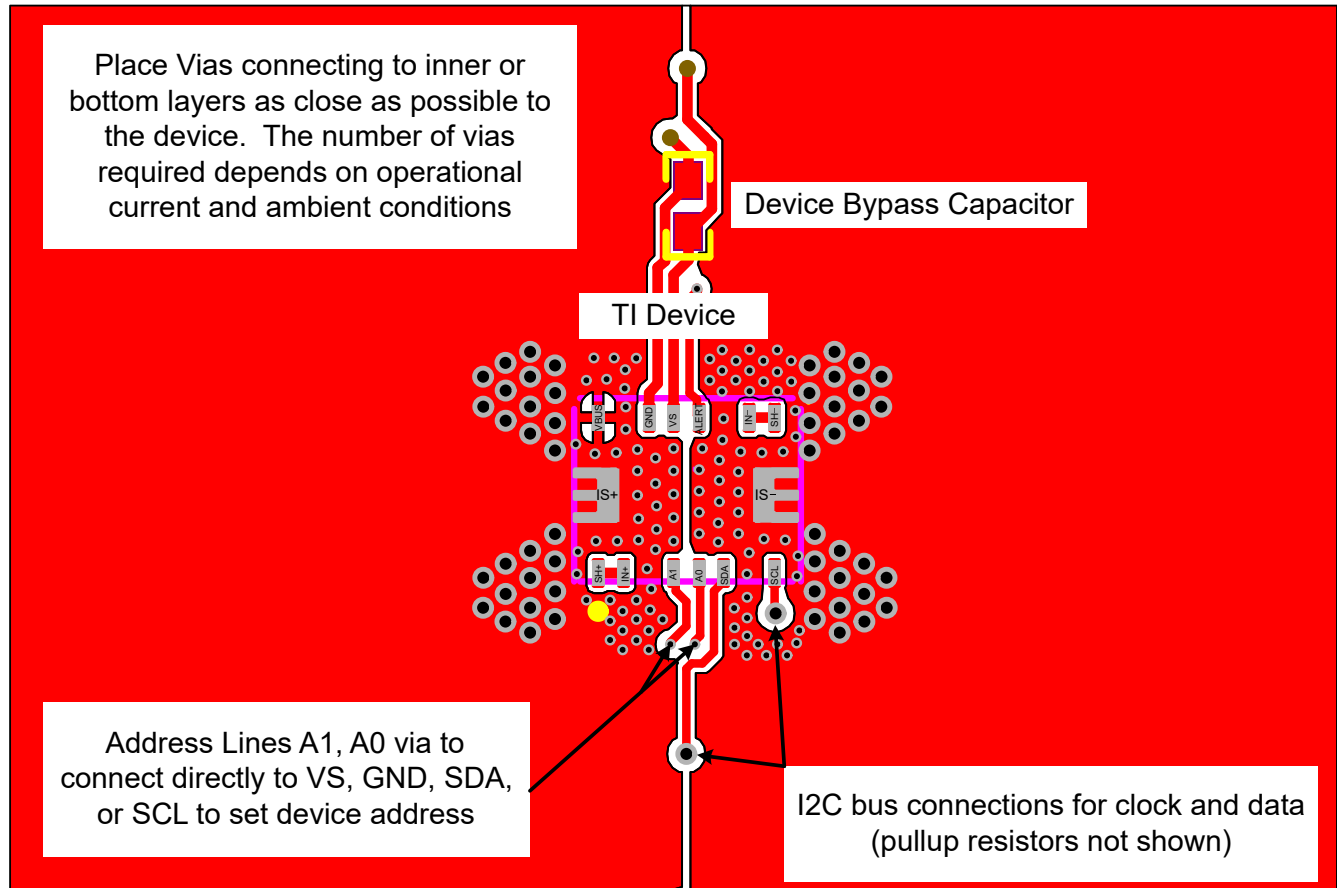 Place Vias connecting to inner or
bottom layers as close as possible to
the device.  The number of vias
required depends on operational
current and ambient conditions
Device Bypass Capacitor
TI Device
VBUS
GND
VS
ALERT
IN−
SH−
IS+
IS−
SH+
IN+
A1
A0
SDA
SCL
Address Lines A1, A0 via to
connect directly to VS, GND, SDA,
or SCL to set device address
I2C bus connections for clock and data
(pullup resistors not shown)